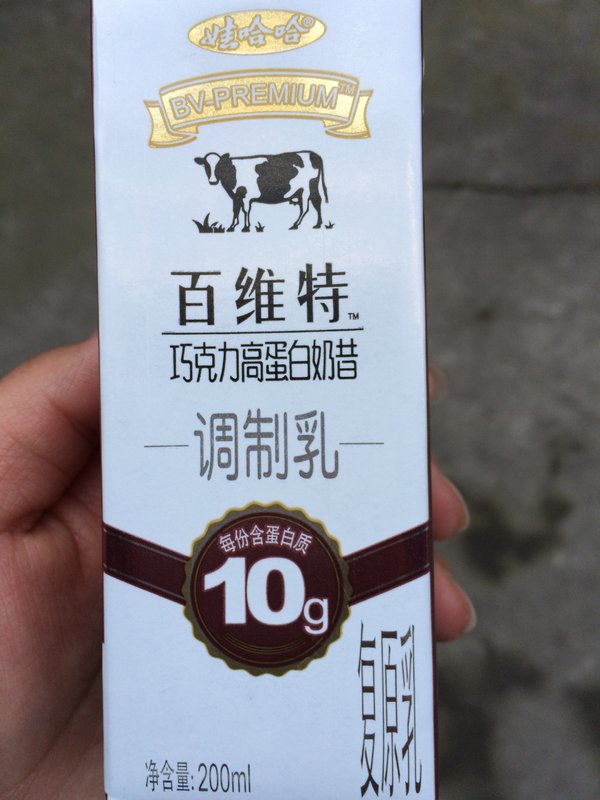 娃哈哈®
BV-PREMIUM™
百维特™
巧克力高蛋白奶昔
调制乳
每份含蛋白质
10g
复原乳
净含量:200ml